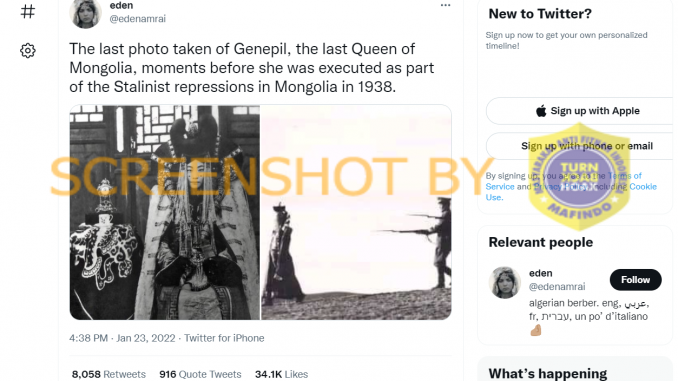 eden
@edenamrai
The last photo taken of Genepil, the last Queen of
Mongolia, moments before she was executed as part
of the Stalinist repressions in Mongolia in 1938.
SCREENSHOT BY
4:38 PM · Jan 23, 2022 · Twitter for iPhone
8,058 Retweets 916 Quote Tweets 34.1K Likes
New to Twitter?
Sign up now to get your own personalized
timeline!
Sign up with Apple
Sign up with phone or email
By signing up, you agree to the Terms of
Service and Privacy including Cookie
Use.
TURN
HOAX
MAFINDO
Relevant people
eden
@edenamrai
Follow
algerian berber. eng, عربي,
fr, עברית, un po' d'italiano
What's happening